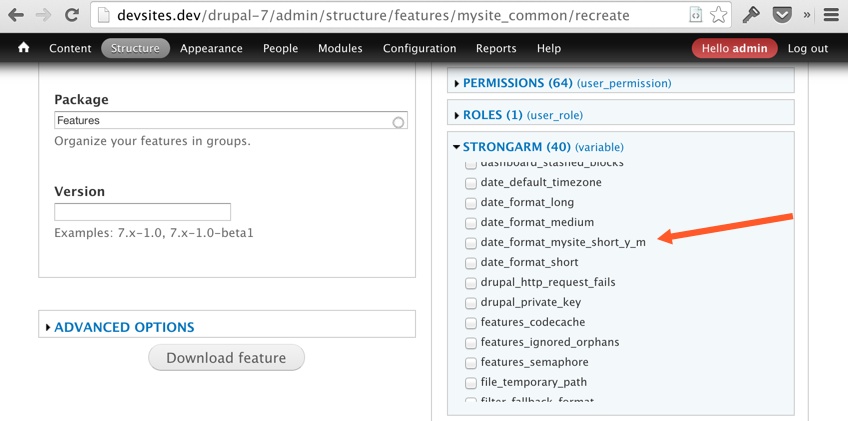 devsites.dev/drupal-7/admin/structure/features/mysite_common/recreate
Content Structure Appearance People Modules Configuration Reports Help Hello admin Log out
Package
Features
Organize your features in groups.
Version
Examples: 7.x-1.0, 7.x-1.0-beta1
ADVANCED OPTIONS
Download feature
PERMISSIONS (64) (user_permission)
ROLES (1) (user_role)
STRONGARM (40) (variable)
dashboard_stashed_blocks
date_default_timezone
date_format_long
date_format_medium
date_format_mysite_short_y_m
date_format_short
drupal_http_request_fails
drupal_private_key
features_codecache
features_ignored_orphans
features_semaphore
file_temporary_path
filter_fallback_format